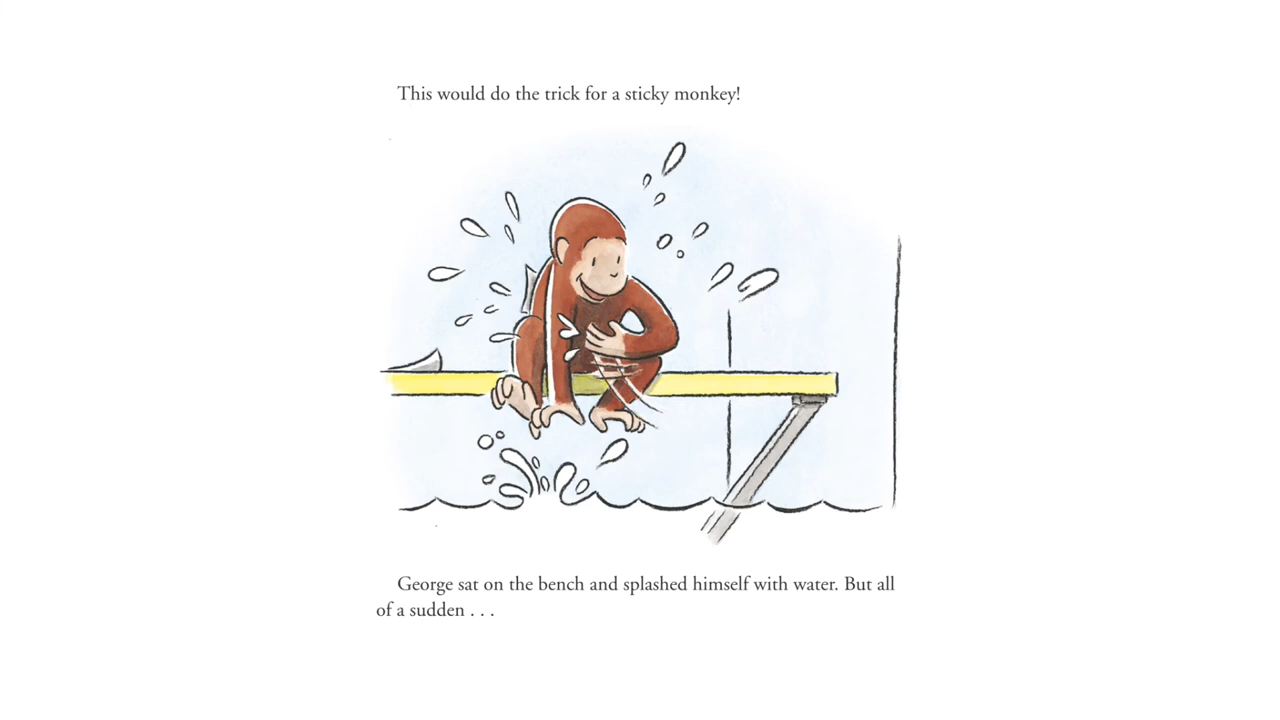 This would do the trick for a sticky monkey!
George sat on the bench and splashed himself with water. But all
of a sudden . . .